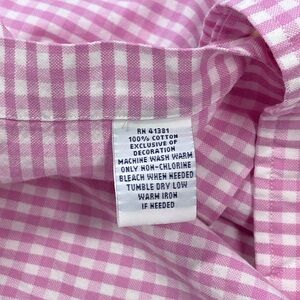 RN 41381
100% COTTON
EXCLUSIVE OF
DECORATION
MACHINE WASH WARM
ONLY NON-CHLORINE
BLEACH WHEN NEEDED
TUMBLE DRY LOW
WARM IRON
IF NEEDED